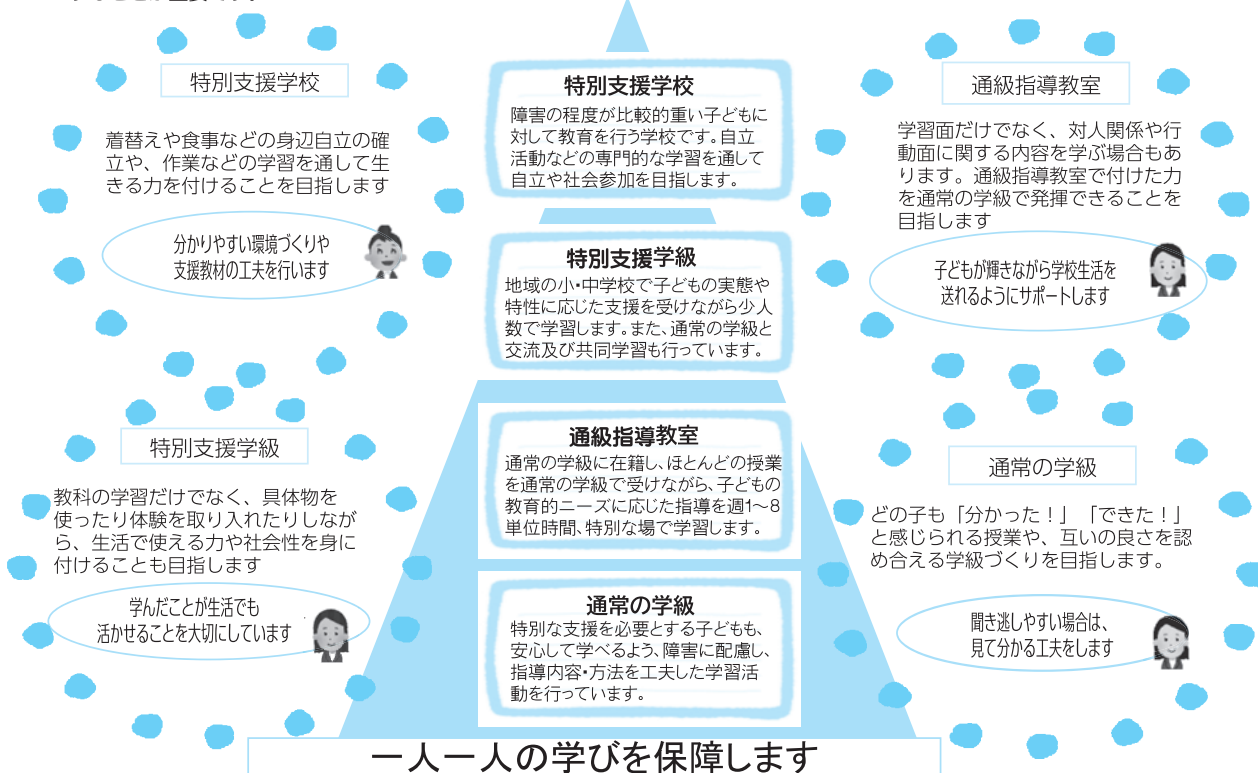 特別支援学校
着替えや食事などの身辺自立の確
立や、作業などの学習を通して生
きる力を付けることを目指します
分かりやすい環境づくりや
支援教材の工夫を行います
特別支援学級
教科の学習だけでなく、具体物を
使ったり体験を取り入れたりしなが
ら、生活で使える力や社会性を身に
付けることも目指します
学んだことが生活でも
活かせることを大切にしています
特別支援学校
障害の程度が比較的重い子どもに
対して教育を行う学校です。自立
活動などの専門的な学習を通して
自立や社会参加を目指します。
特別支援学級
地域の小・中学校で子どもの実態や
特性に応じた支援を受けながら少人
数で学習します。また、通常の学級と
交流及び共同学習も行っています。
通級指導教室
通常の学級に在籍し、ほとんどの授業
を通常の学級で受けながら、子どもの
教育的ニーズに応じた指導を週1〜8
単位時間、特別な場で学習します。
通常の学級
特別な支援を必要とする子どもも、
安心して学べるよう、障害に配慮し、
指導内容・方法を工夫した学習活
動を行っています。
通級指導教室
学習面だけでなく、対人関係や行
動面に関する内容を学ぶ場合もあ
ります。通級指導教室で付けた力
を通常の学級で発揮できることを
目指します
子どもが輝きながら学校生活を
送れるようにサポートします
通常の学級
どの子も「分かった！」「できた！」
と感じられる授業や、互いの良さを認
め合える学級づくりを目指します。
聞き逃しやすい場合は、
見て分かる工夫をします
一人一人の学びを保障します